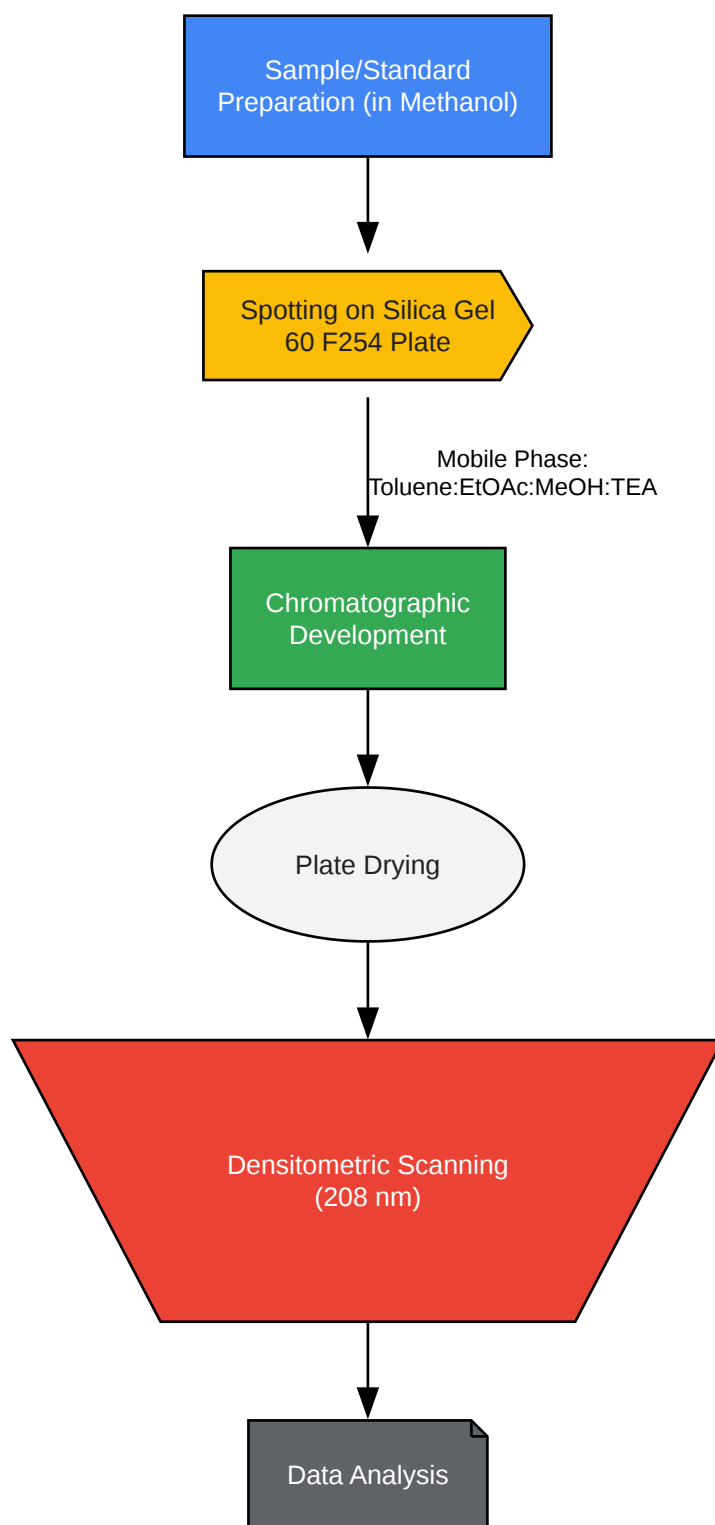 Sample/Standard
Preparation (in Methanol)
Spotting on Silica Gel
60 F254 Plate
Mobile Phase:
Toluene:EtOAc:MeOH:TEA
Chromatographic
Development
Plate Drying
Densitometric Scanning
(208 nm)
Data Analysis